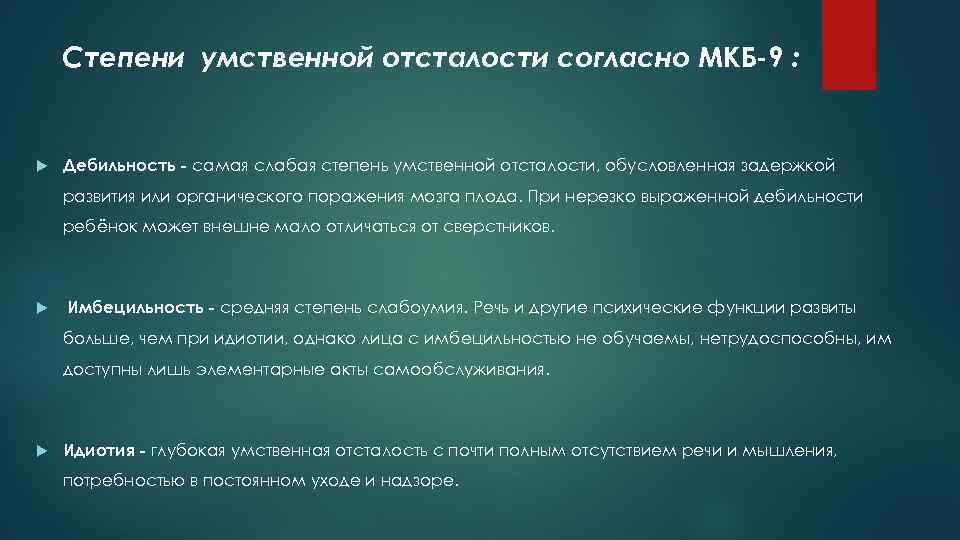 Степени умственной отсталости согласно МКБ-9 :
Дебильность - самая слабая степень умственной отсталости, обусловленная задержкой
развития или органического поражения мозга плода. При нерезко выраженной дебильности
ребёнок может внешне мало отличаться от сверстников.
Имбецильность - средняя степень слабоумия. Речь и другие психические функции развиты
больше, чем при идиотии, однако лица с имбецильностью не обучаемы, нетрудоспособны, им
доступны лишь элементарные акты самообслуживания.
Идиотия - глубокая умственная отсталость с почти полным отсутствием речи и мышления,
потребностью в постоянном уходе и надзоре.